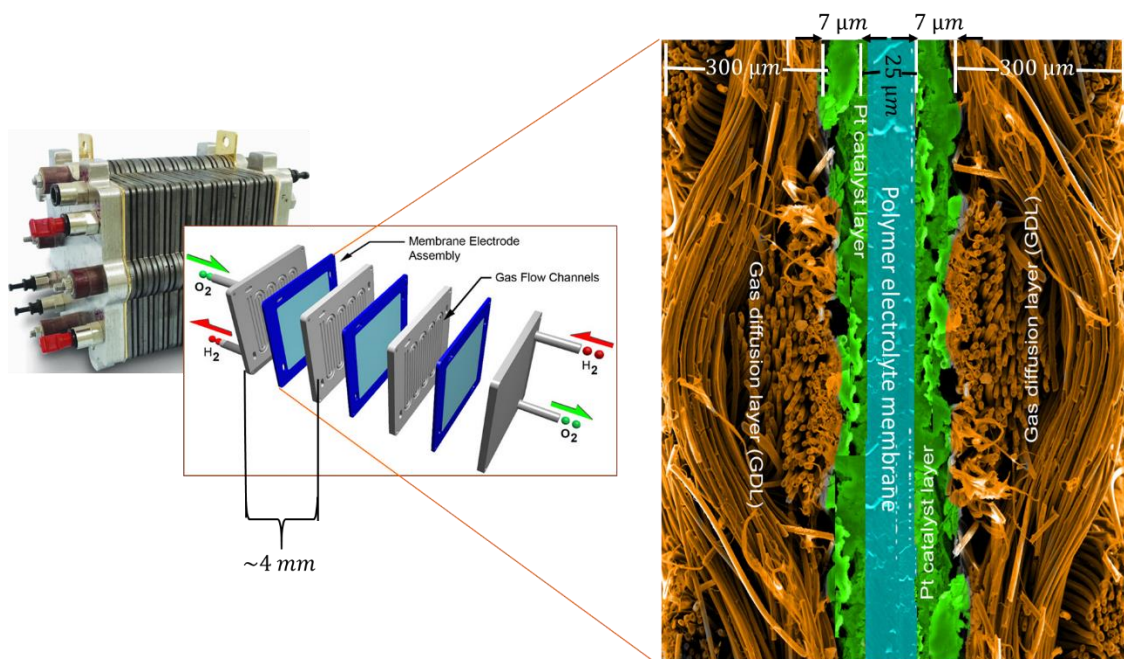 7 μm
7 μm
300 μm
25 μm
300 μm
Pt catalyst layer
Polymer electrolyte membrane
Gas diffusion layer (GDL)
Gas diffusion layer (GDL)
Pt catalyst layer
Membrane Electrode
Assembly
Gas Flow Channels
O2
H2
H2
O2
~4 mm